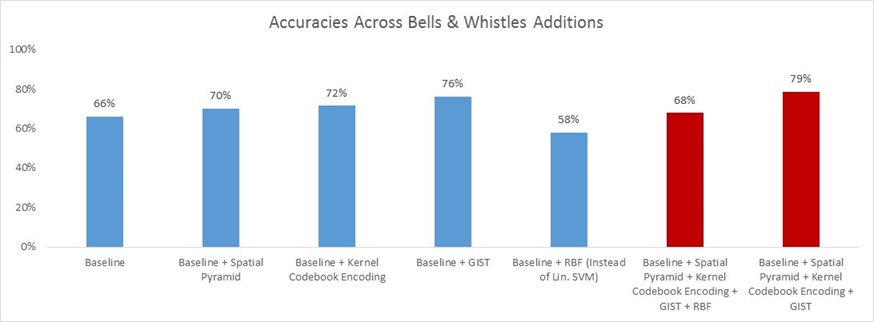 Accuracies Across Bells & Whistles Additions
100%
80%
60%
40%
20%
0%
66%
70%
72%
76%
58%
68%
79%
Baseline
Baseline + Spatial
Pyramid
Baseline + Kernel
Codebook Encoding
Baseline + GIST
Baseline + RBF (Instead
of Lin. SVM)
Baseline + Spatial
Pyramid + Kernel
Codebook Encoding +
GIST + RBF
Baseline + Spatial
Pyramid + Kernel
Codebook Encoding +
GIST